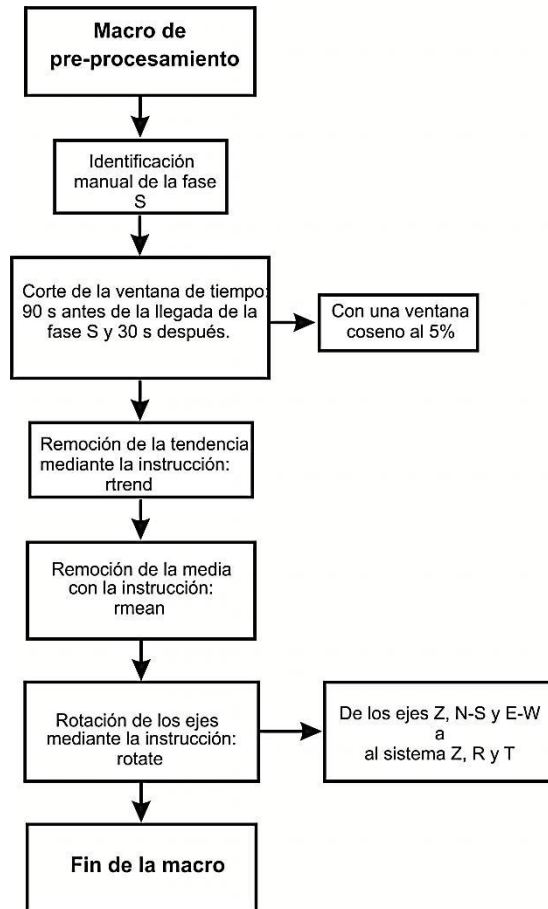 Macro de
pre-procesamiento
Identificación
manual de la fase
S
Corte de la ventana de tiempo:
90 s antes de la llegada de la
fase S y 30 s después.
Con una ventana
coseno al 5%
Remoción de la tendencia
mediante la instrucción:
rtrend
Remoción de la media
con la instrucción:
rmean
Rotación de los ejes
mediante la instrucción:
rotate
De los ejes Z, N-S y E-W
a
al sistema Z, R y T
Fin de la macro